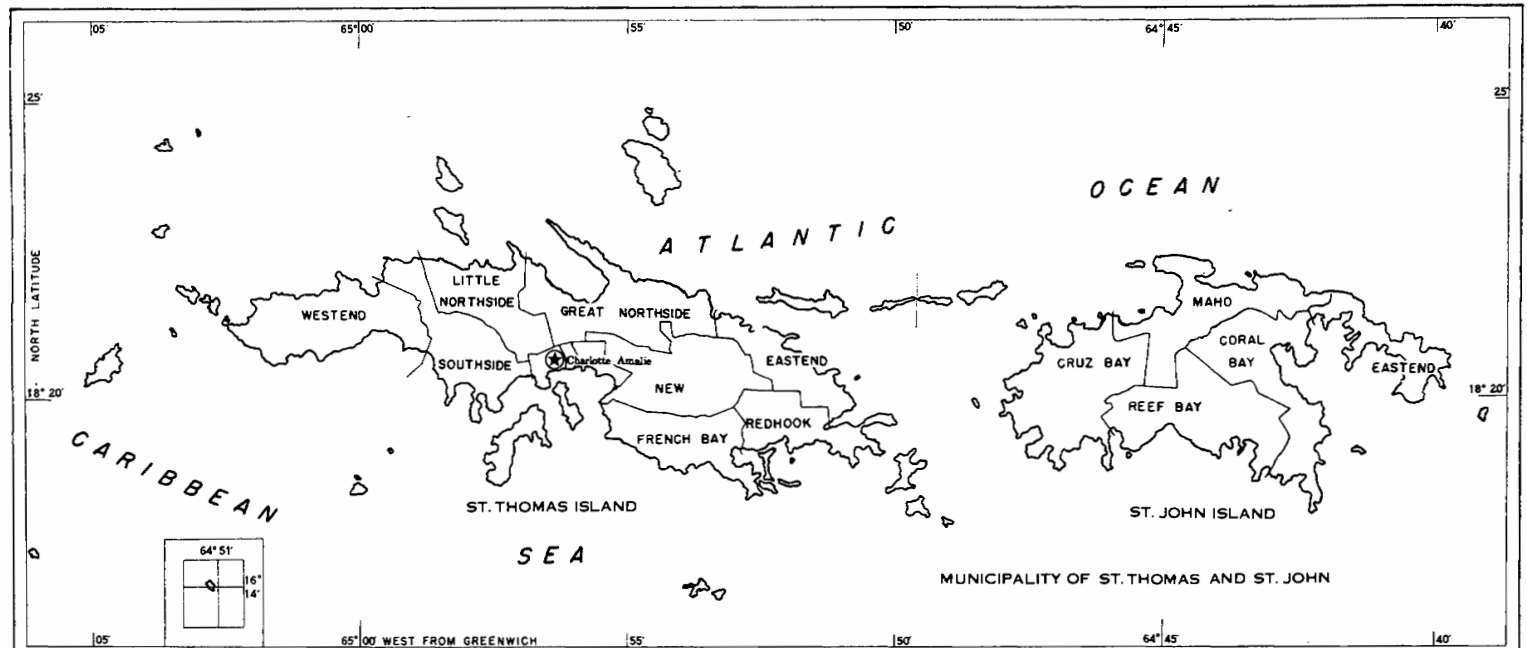 05' 65° 00' 55' 50' 64° 45' 40'
25' 25'
OCEAN
ATLANTIC
NORTH LATITUDE
LITTLE
NORTHSIDE
MAHO
WESTEND
GREAT NORTHSIDE
CORAL
BAY
EASTEND
CRUZ BAY
Charlotte Amalie
SOUTHSIDE
EASTEND
NEW
18° 20' 18° 20'
REEF BAY
REDHOOK
FRENCH BAY
CARIBBEAN
ST. THOMAS ISLAND
ST. JOHN ISLAND
SEA
64° 51'
16°
14'
MUNICIPALITY OF ST. THOMAS AND ST. JOHN
05' 65° 00' WEST FROM GREENWICH 55' 50' 64° 45' 40'